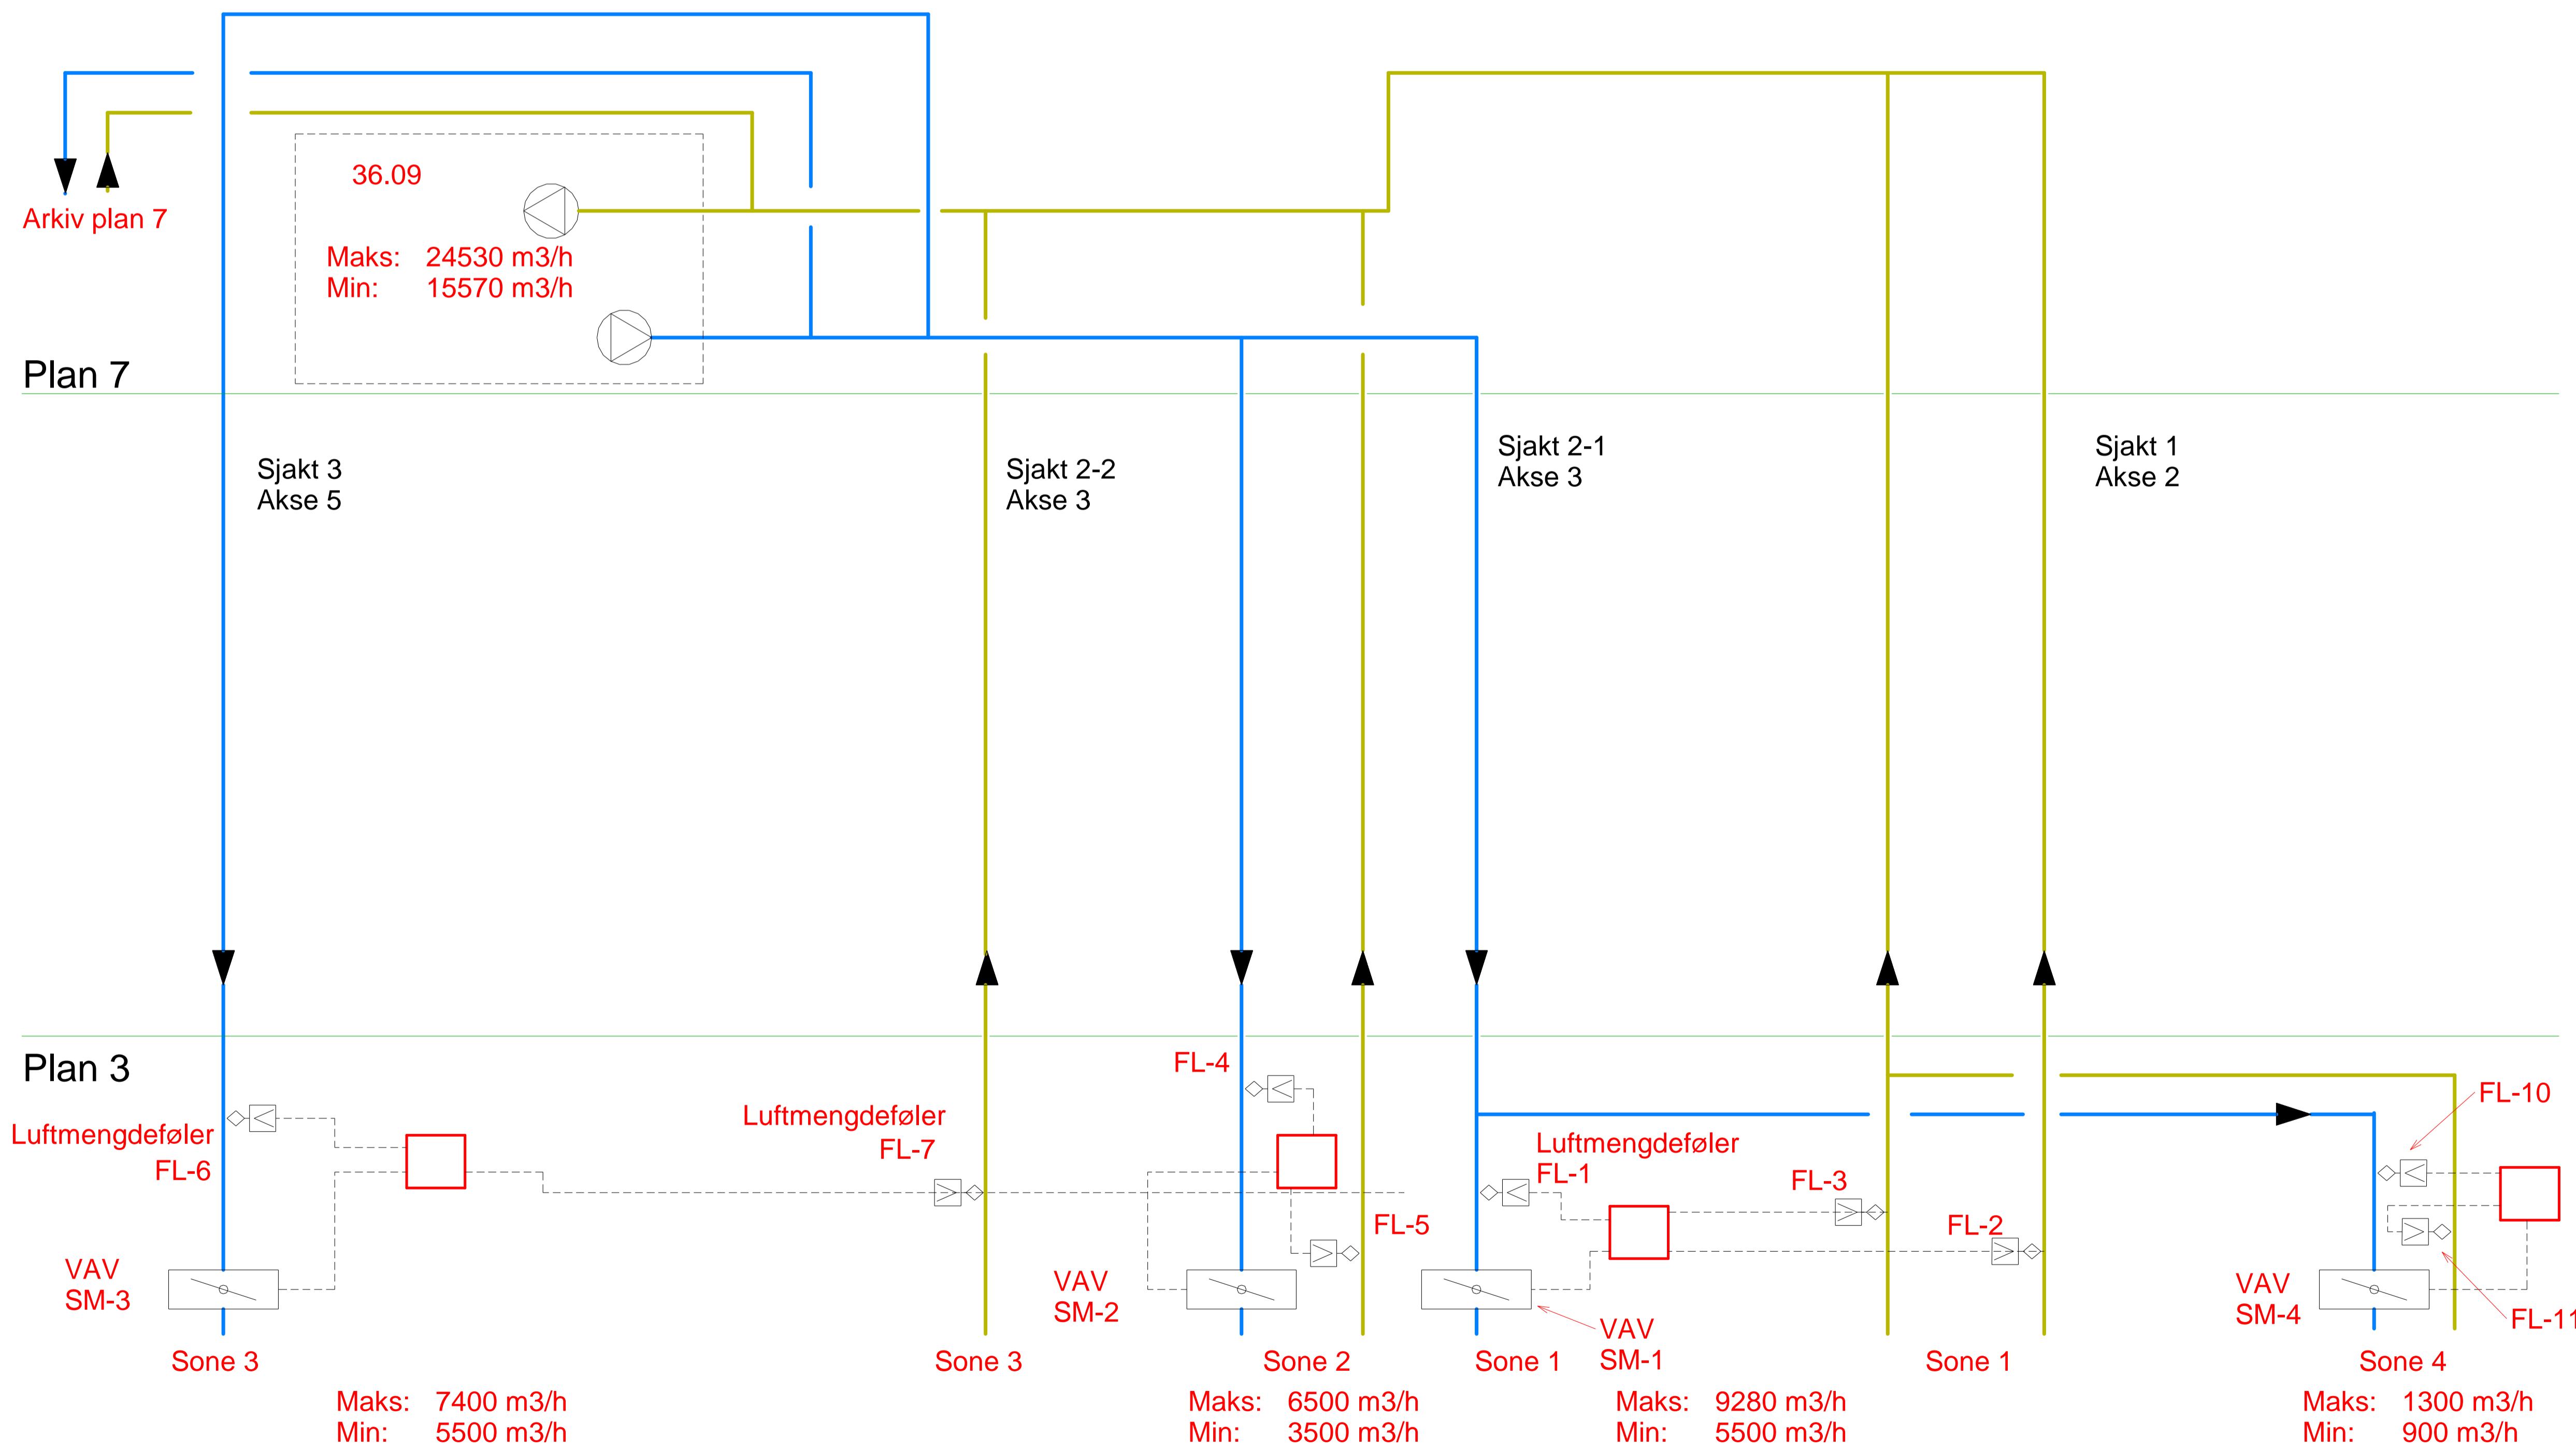 36.09
Arkiv plan 7
Maks: 24530 m3/h
Min: 15570 m3/h
Plan 7
Sjakt 3
Akse 5
Sjakt 2-2
Akse 3
Sjakt 2-1
Akse 3
Sjakt 1
Akse 2
Plan 3
Luftmengdeføler
FL-6
Luftmengdeføler
FL-7
FL-4
FL-5
Luftmengdeføler
FL-1
FL-3
FL-2
FL-10
FL-11
VAV
SM-3
VAV
SM-2
VAV
SM-1
VAV
SM-4
Sone 3
Sone 3
Sone 2
Sone 1
Sone 1
Sone 4
Maks: 7400 m3/h
Min: 5500 m3/h
Maks: 6500 m3/h
Min: 3500 m3/h
Maks: 9280 m3/h
Min: 5500 m3/h
Maks: 1300 m3/h
Min: 900 m3/h